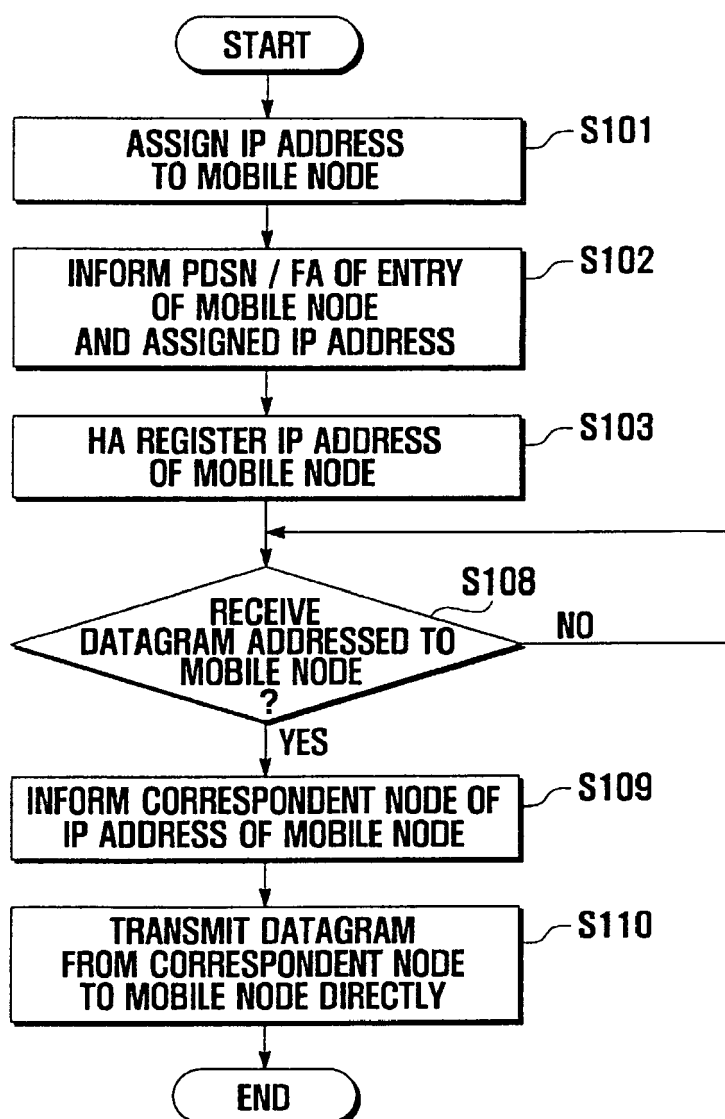 START
ASSIGN IP ADDRESS
TO MOBILE NODE
S101
INFORM PDSN / FA OF ENTRY
OF MOBILE NODE
AND ASSIGNED IP ADDRESS
S102
HA REGISTER IP ADDRESS
OF MOBILE NODE
S103
RECEIVE
DATAGRAM ADDRESSED TO
MOBILE NODE
?
S108
NO
YES
INFORM CORRESPONDENT NODE OF
IP ADDRESS OF MOBILE NODE
S109
TRANSMIT DATAGRAM
FROM CORRESPONDENT NODE
TO MOBILE NODE DIRECTLY
S110
END